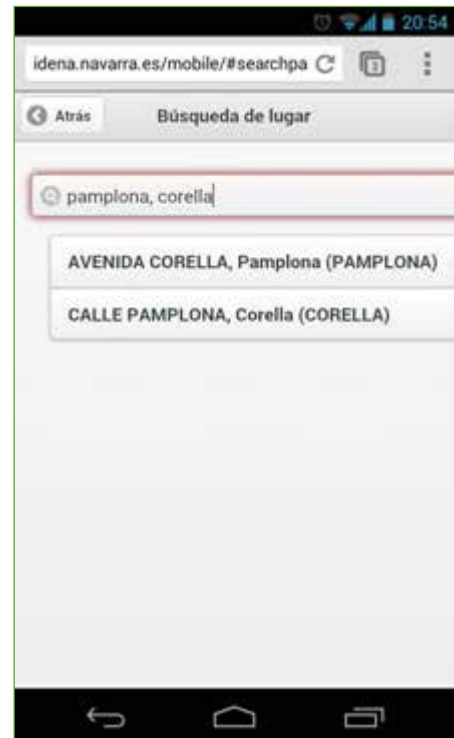 20:54
idena.navarra.es/mobile/#searchpa
3
Atrás Búsqueda de lugar
pamplona, corella
AVENIDA CORELLA, Pamplona (PAMPLONA)
CALLE PAMPLONA, Corella (CORELLA)